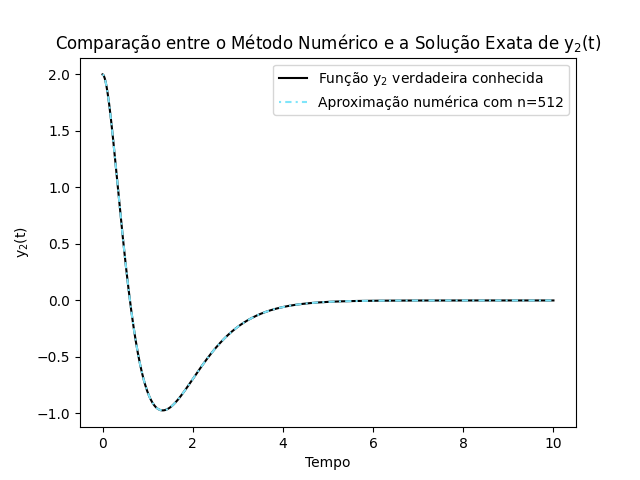 Comparação entre o Método Numérico e a Solução Exata de y₂(t)
Função y₂ verdadeira conhecida
Aproximação numérica com n=512
2.0
1.5
1.0
0.5
0.0
−0.5
−1.0
y₂(t)
0 2 4 6 8 10
Tempo